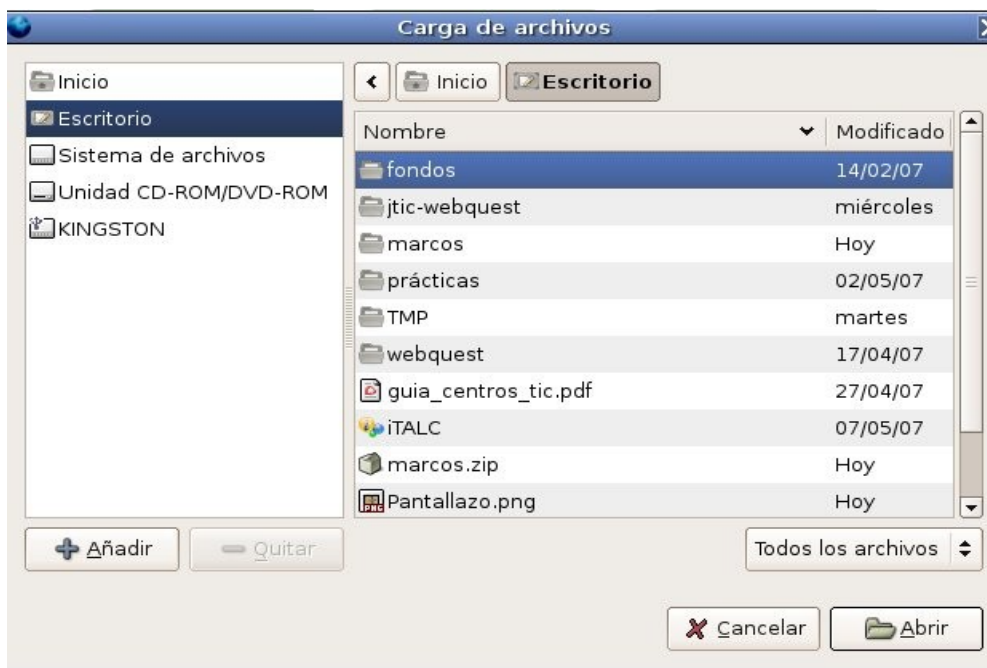 Carga de archivos
Inicio
Escritorio
Sistema de archivos
Unidad CD-ROM/DVD-ROM
KINGSTON
Inicio Escritorio
Nombre Modificado
fondos 14/02/07
jtic-webquest miércoles
marcos Hoy
prácticas 02/05/07
TMP martes
webquest 17/04/07
guia_centros_tic.pdf 27/04/07
iTALC 07/05/07
marcos.zip Hoy
Pantallazo.png Hoy
Añadir Quitar
Todos los archivos
Cancelar Abrir